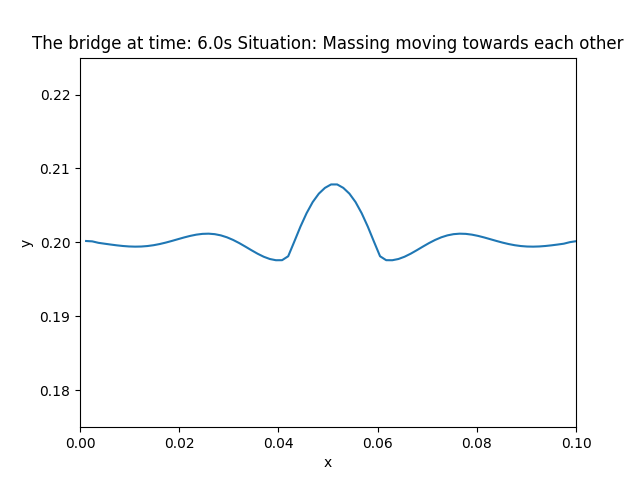 The bridge at time: 6.0s Situation: Massing moving towards each other
0.22
0.21
0.20
0.19
0.18
y
0.00 0.02 0.04 0.06 0.08 0.10
x